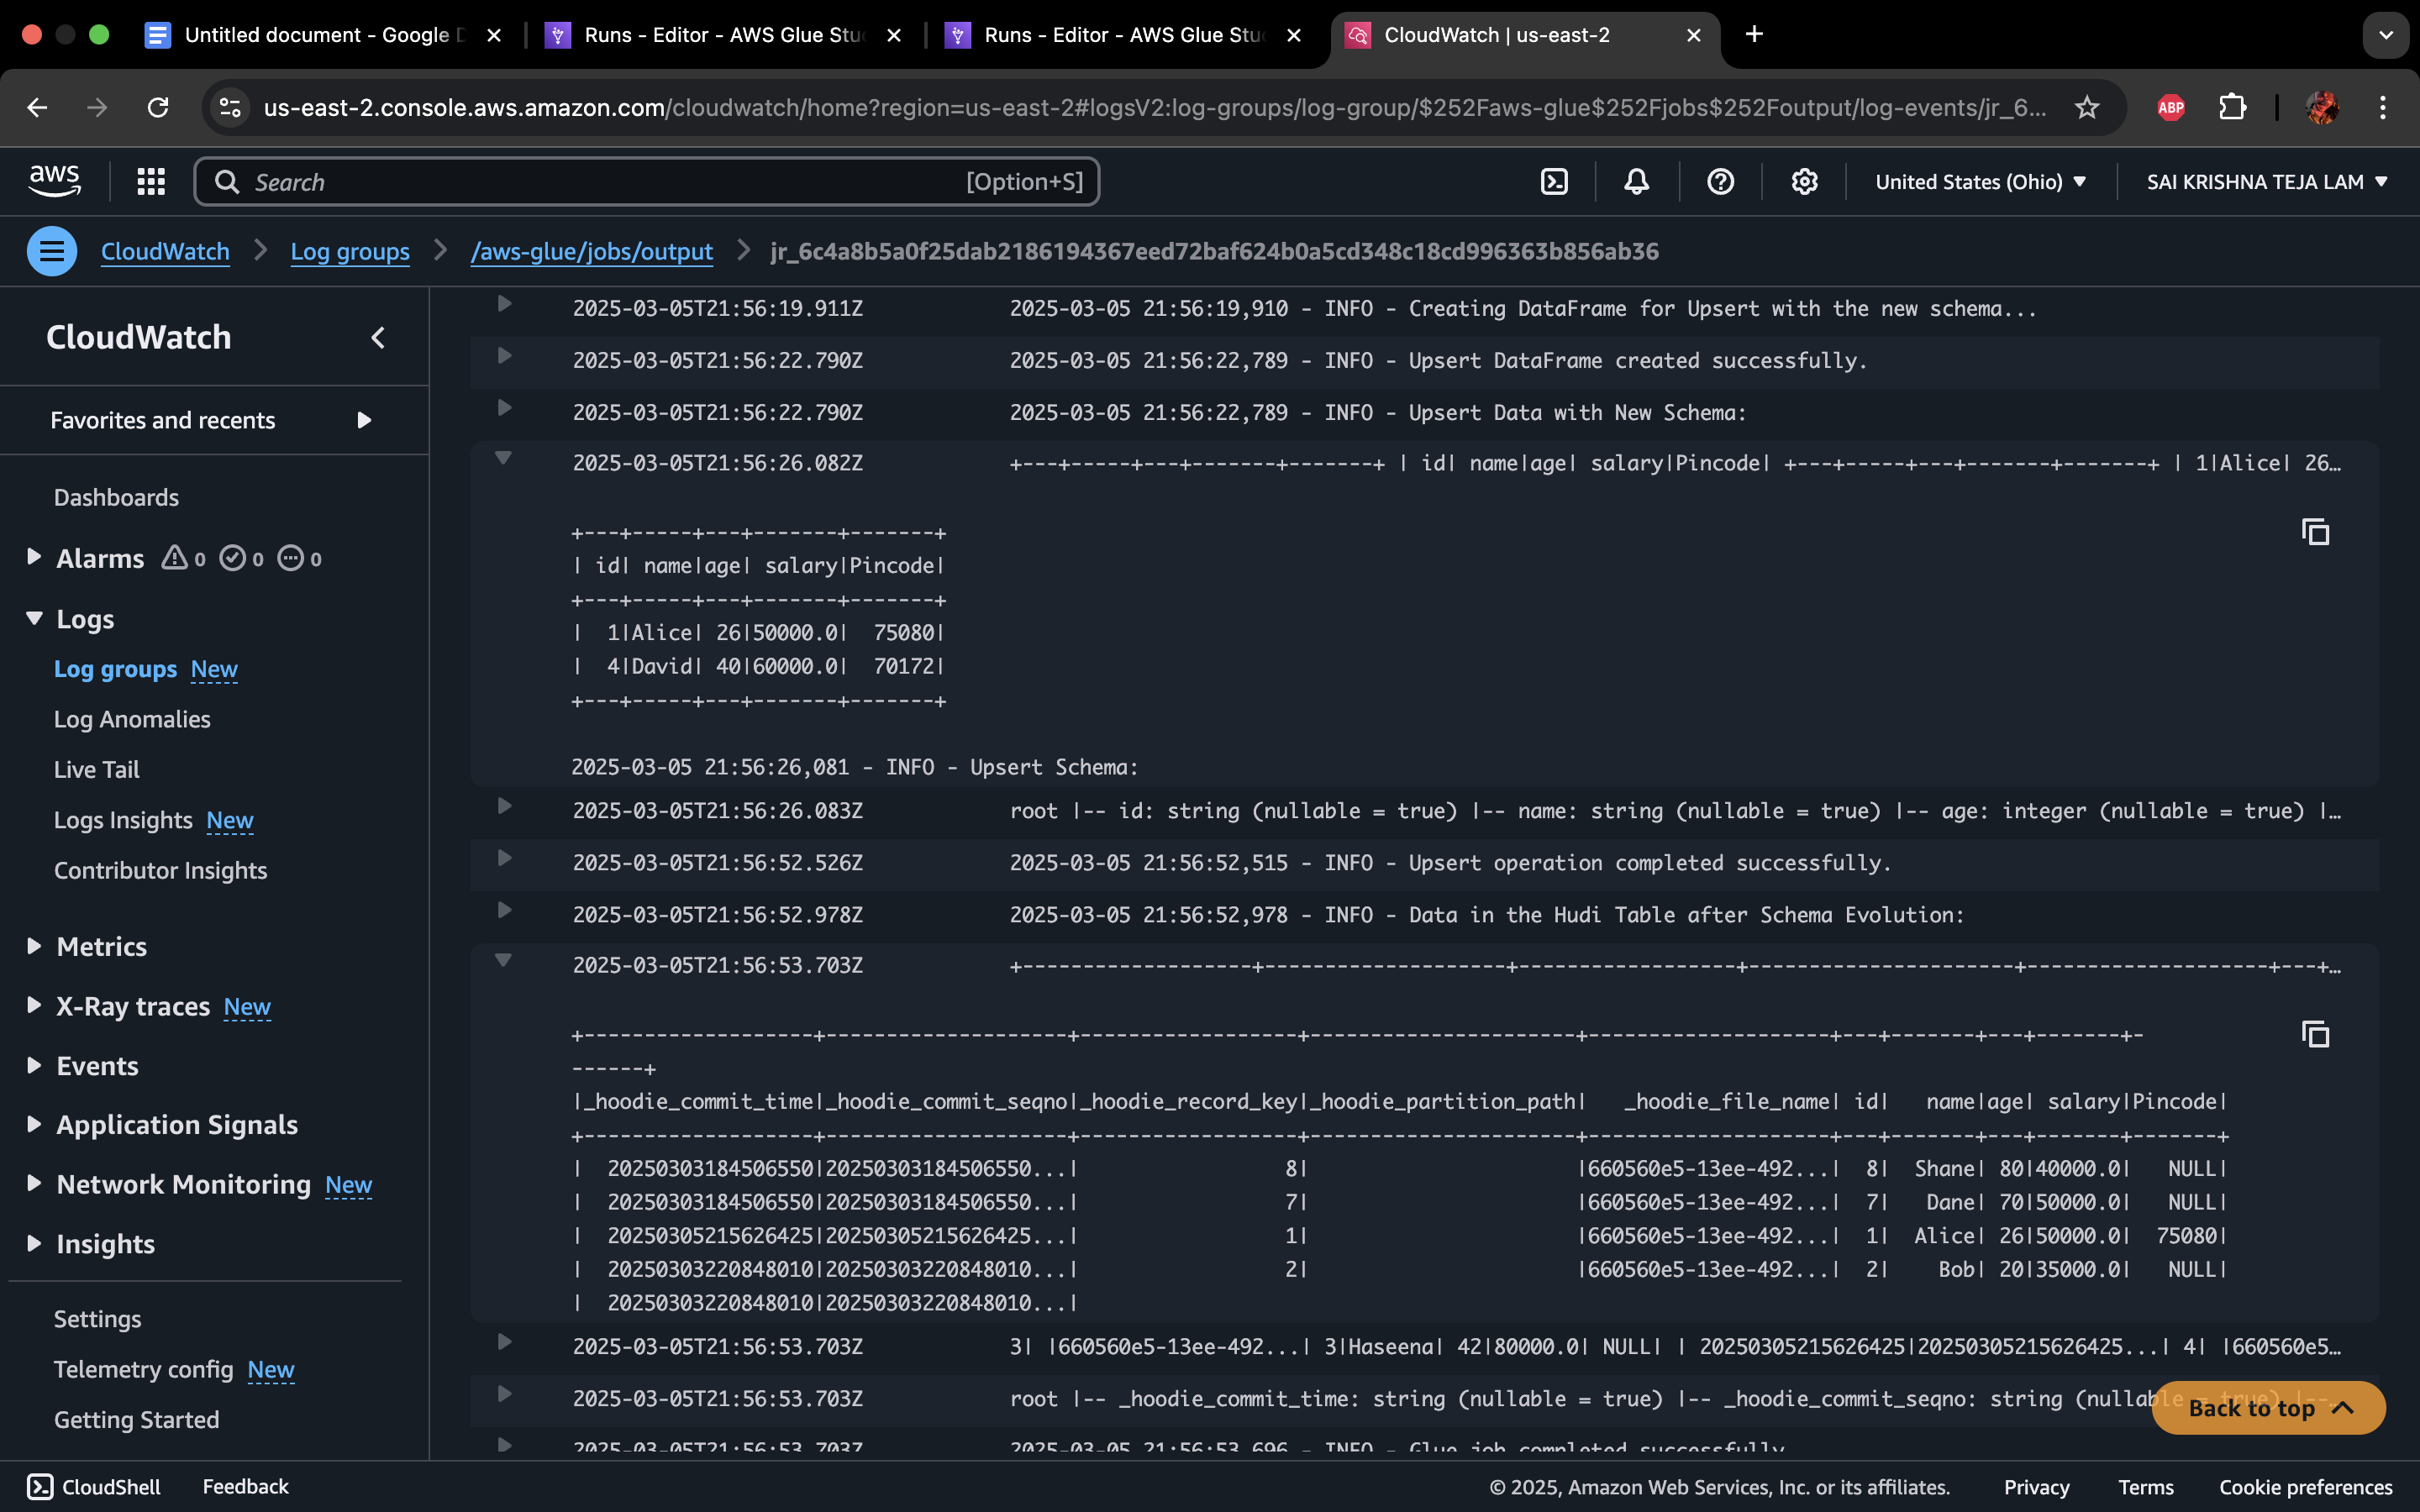 Untitled document - Google D
Runs - Editor - AWS Glue Stu
Runs - Editor - AWS Glue Stu
CloudWatch | us-east-2
us-east-2.console.aws.amazon.com/cloudwatch/home?region=us-east-2#logsV2:log-groups/log-group/$252Faws-glue$252Fjobs$252Foutput/log-events/jr_6...
ABP
aws
Search
[Option+S]
United States (Ohio)
SAI KRISHNA TEJA LAM
CloudWatch
Log groups
/aws-glue/jobs/output
jr_6c4a8b5a0f25dab2186194367eed72baf624b0a5cd348c18cd996363b856ab36
CloudWatch
Favorites and recents
Dashboards
Alarms 0 0 0
Logs
Log groups New
Log Anomalies
Live Tail
Logs Insights New
Contributor Insights
Metrics
X-Ray traces New
Events
Application Signals
Network Monitoring New
Insights
Settings
Telemetry config New
Getting Started
2025-03-05T21:56:19.911Z 2025-03-05 21:56:19,910 - INFO - Creating DataFrame for Upsert with the new schema...
2025-03-05T21:56:22.790Z 2025-03-05 21:56:22,789 - INFO - Upsert DataFrame created successfully.
2025-03-05T21:56:22.790Z 2025-03-05 21:56:22,789 - INFO - Upsert Data with New Schema:
2025-03-05T21:56:26.082Z +---+-----+---+-------+-------+ | id| name|age| salary|Pincode| +---+-----+---+-------+-------+ | 1|Alice| 26…
+---+-----+---+-------+-------+
| id| name|age| salary|Pincode|
+---+-----+---+-------+-------+
|  1|Alice| 26|50000.0|  75080|
|  4|David| 40|60000.0|  70172|
+---+-----+---+-------+-------+
2025-03-05 21:56:26,081 - INFO - Upsert Schema:
2025-03-05T21:56:26.083Z root |-- id: string (nullable = true) |-- name: string (nullable = true) |-- age: integer (nullable = true) |…
2025-03-05T21:56:52.526Z 2025-03-05 21:56:52,515 - INFO - Upsert operation completed successfully.
2025-03-05T21:56:52.978Z 2025-03-05 21:56:52,978 - INFO - Data in the Hudi Table after Schema Evolution:
2025-03-05T21:56:53.703Z +-------------------+--------------------+------------------+----------------------+--------------------+---+…
+-------------------+--------------------+------------------+----------------------+--------------------+---+-------+---+-------+-
------+
|_hoodie_commit_time|_hoodie_commit_seqno|_hoodie_record_key|_hoodie_partition_path|   _hoodie_file_name| id|   name|age| salary|Pincode|
+-------------------+--------------------+------------------+----------------------+--------------------+---+-------+---+-------+-------+
|  20250303184506550|20250303184506550...|                 8|                      |660560e5-13ee-492...|  8|  Shane| 80|40000.0|   NULL|
|  20250303184506550|20250303184506550...|                 7|                      |660560e5-13ee-492...|  7|   Dane| 70|50000.0|   NULL|
|  20250305215626425|20250305215626425...|                 1|                      |660560e5-13ee-492...|  1|  Alice| 26|50000.0|  75080|
|  20250303220848010|20250303220848010...|                 2|                      |660560e5-13ee-492...|  2|    Bob| 20|35000.0|   NULL|
|  20250303220848010|20250303220848010...|
2025-03-05T21:56:53.703Z 3| |660560e5-13ee-492...| 3|Haseena| 42|80000.0| NULL| | 20250305215626425|20250305215626425...| 4| |660560e5…
2025-03-05T21:56:53.703Z root |-- _hoodie_commit_time: string (nullable = true) |-- _hoodie_commit_seqno: string (nullable = true) |--…
2025-03-05T21:56:53.703Z 2025-03-05 21:56:53,696 - INFO - Glue job completed successfully
Back to top
CloudShell
Feedback
© 2025, Amazon Web Services, Inc. or its affiliates.
Privacy
Terms
Cookie preferences